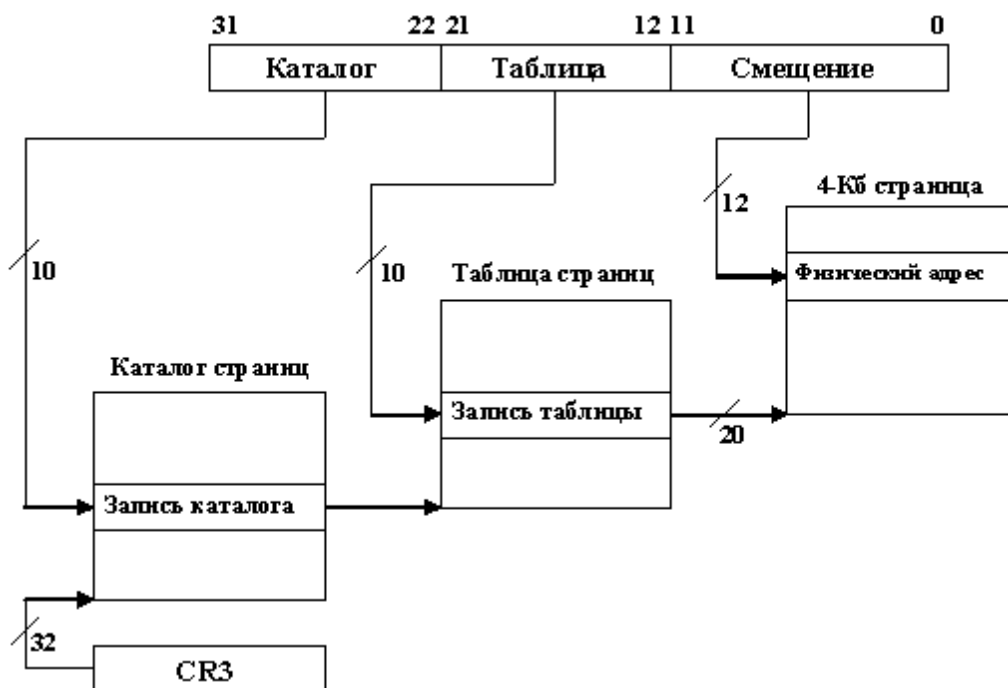 31 22 21 12 11 0
Каталог Таблица Смещение
4-Кб страница
12
10
10
Таблица страниц
Физический адрес
Каталог страниц
Запись таблицы
20
Запись каталога
32
CR3